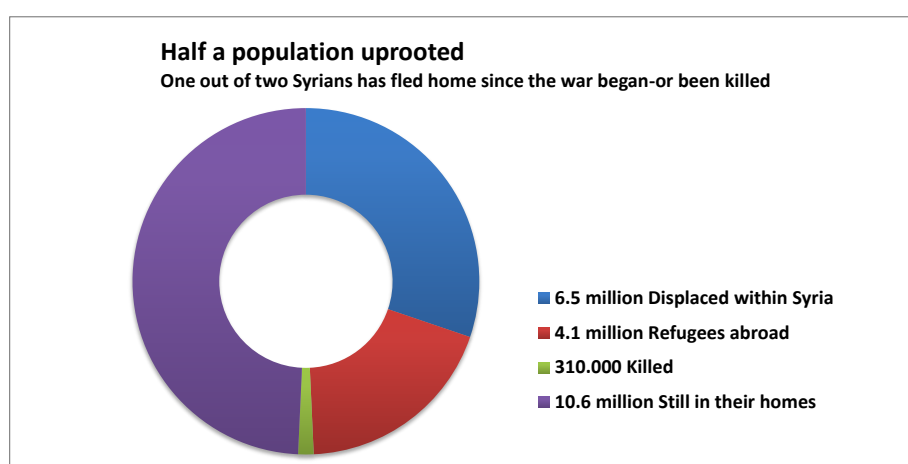 Half a population uprooted
One out of two Syrians has fled home since the war began-or been killed
6.5 million Displaced within Syria
4.1 million Refugees abroad
310.000 Killed
10.6 million Still in their homes